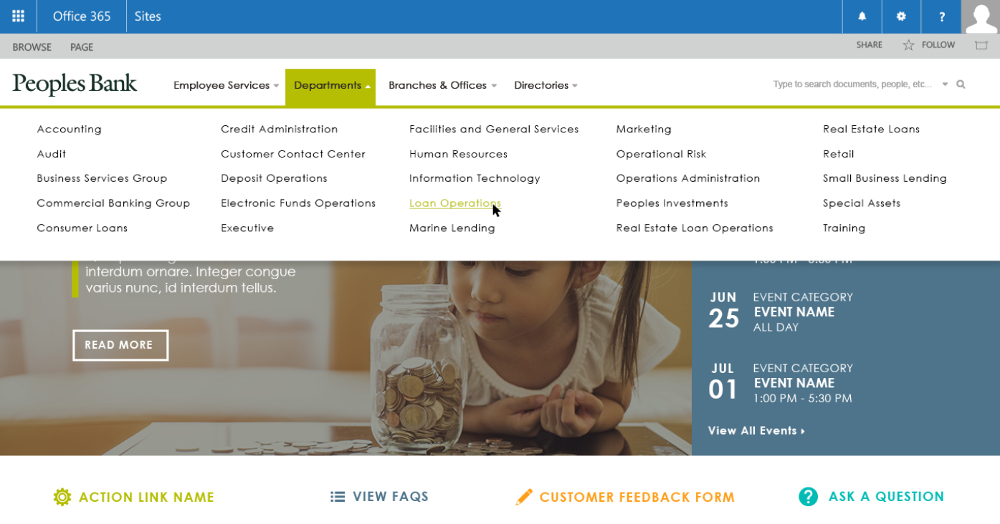 Office 365
Sites
?
BROWSE
PAGE
SHARE
FOLLOW
Peoples Bank
Employee Services
Departments
Branches & Offices
Directories
Type to search documents, people, etc...
Accounting
Credit Administration
Facilities and General Services
Marketing
Real Estate Loans
Audit
Customer Contact Center
Human Resources
Operational Risk
Retail
Business Services Group
Deposit Operations
Information Technology
Operations Administration
Small Business Lending
Commercial Banking Group
Electronic Funds Operations
Loan Operations
Peoples Investments
Special Assets
Consumer Loans
Executive
Marine Lending
Real Estate Loan Operations
Training
interdum ornare. Integer congue
varius nunc, id interdum tellus.
READ MORE
JUN
25
EVENT CATEGORY
EVENT NAME
ALL DAY
JUL
01
EVENT CATEGORY
EVENT NAME
1:00 PM - 5:30 PM
View All Events
ACTION LINK NAME
VIEW FAQS
CUSTOMER FEEDBACK FORM
? ASK A QUESTION